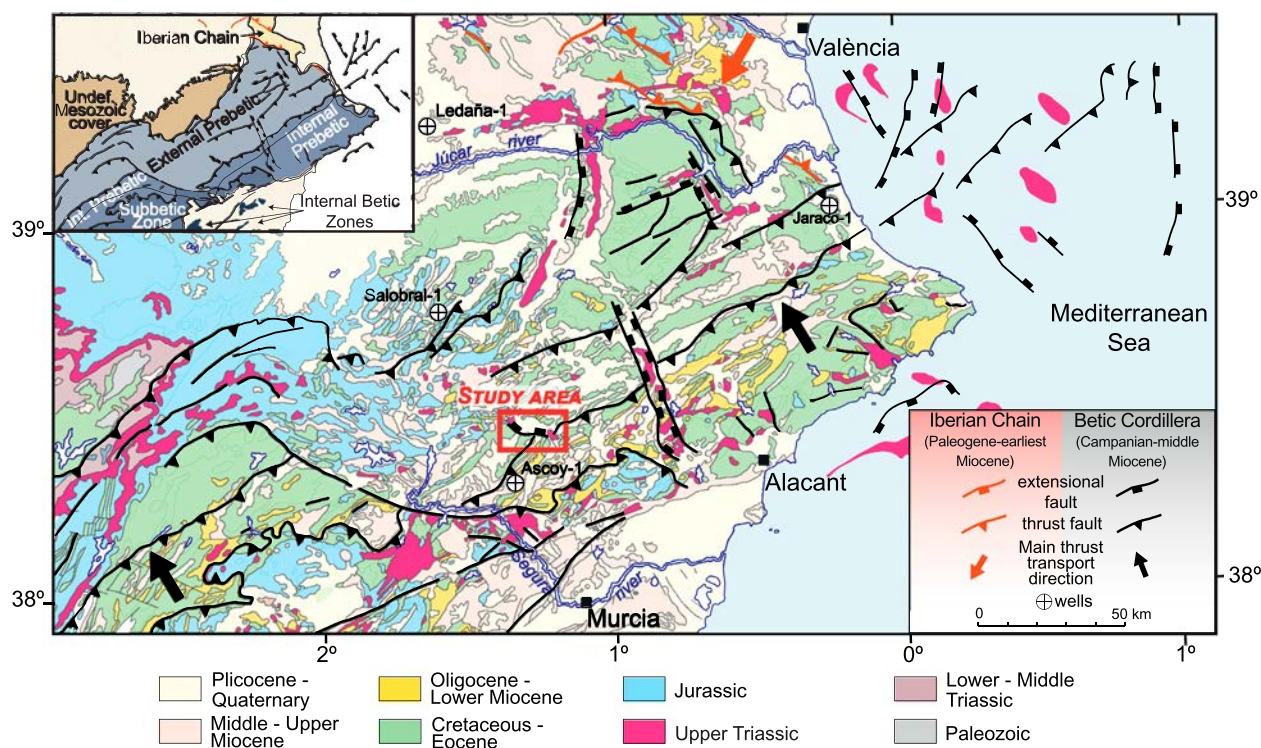 Iberian Chain
Undef.
Mesozoic
cover
External Prebetic
Internal
Prebetic
Int. Prebetic
Subbetic
Zone
Internal Betic
Zones
València
Ledaña-1
Júcar river
Jaraco-1
39º
39º
Salobral-1
Mediterranean
Sea
STUDY AREA
Ascoy-1
Alacant
Segura river
38º
38º
Murcia
2º
1º
0º
1º
Iberian Chain
(Paleogene-earliest
Miocene)
Betic Cordillera
(Campanian-middle
Miocene)
extensional
fault
thrust fault
Main thrust
transport
direction
wells
0 50 km
Plicocene -
Quaternary
Oligocene -
Lower Miocene
Jurassic
Lower - Middle
Triassic
Middle - Upper
Miocene
Cretaceous -
Eocene
Upper Triassic
Paleozoic